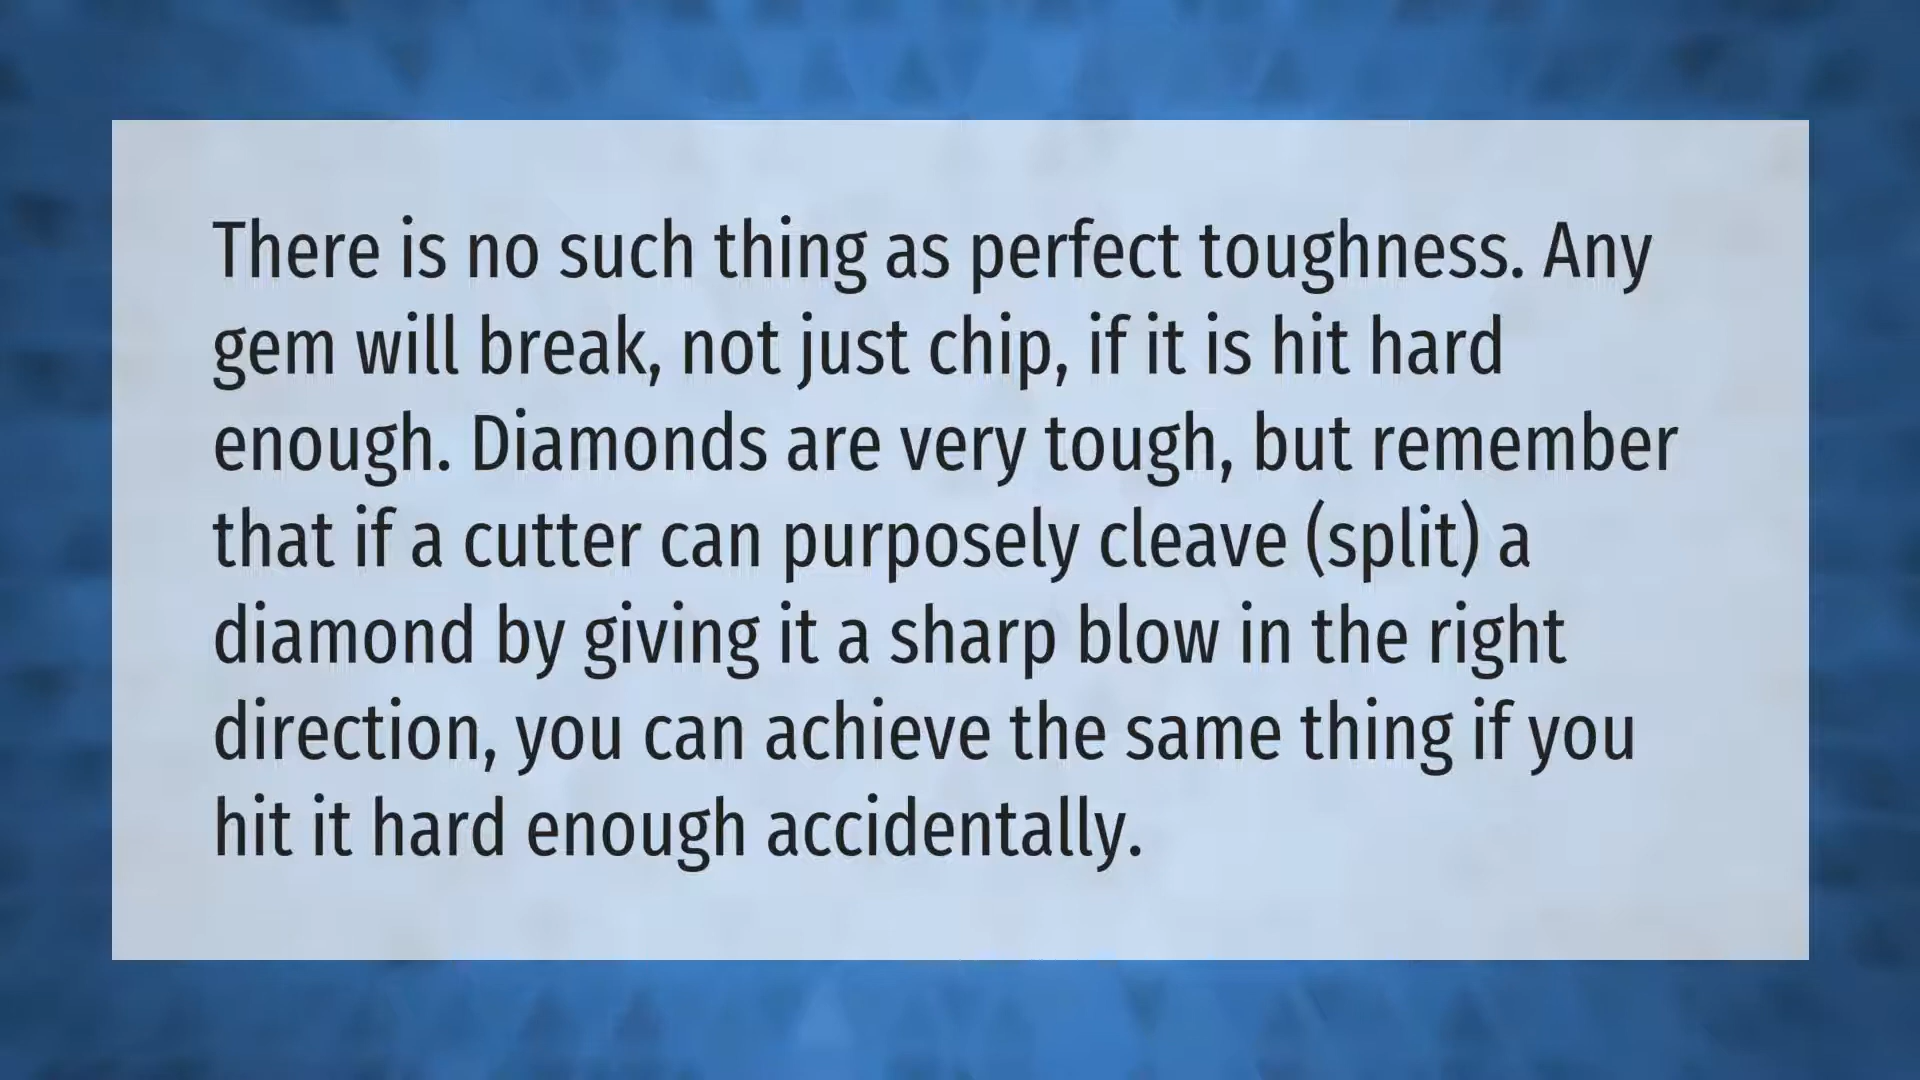 There is no such thing as perfect toughness. Any
gem will break, not just chip, if it is hit hard
enough. Diamonds are very tough, but remember
that if a cutter can purposely cleave (split) a
diamond by giving it a sharp blow in the right
direction, you can achieve the same thing if you
hit it hard enough accidentally.